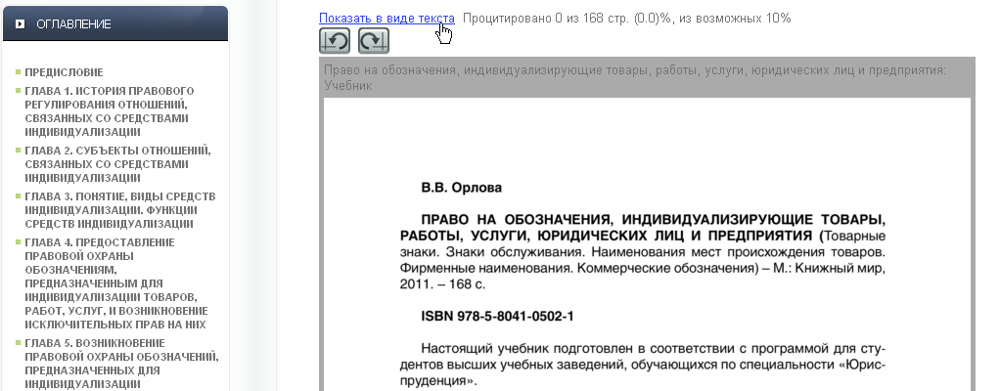 ОГЛАВЛЕНИЕ
ПРЕДИСЛОВИЕ
ГЛАВА 1. ИСТОРИЯ ПРАВОВОГО
РЕГУЛИРОВАНИЯ ОТНОШЕНИЙ,
СВЯЗАННЫХ СО СРЕДСТВАМИ
ИНДИВИДУАЛИЗАЦИИ
ГЛАВА 2. СУБЪЕКТЫ ОТНОШЕНИЙ,
СВЯЗАННЫХ СО СРЕДСТВАМИ
ИНДИВИДУАЛИЗАЦИИ
ГЛАВА 3. ПОНЯТИЕ, ВИДЫ СРЕДСТВ
ИНДИВИДУАЛИЗАЦИИ. ФУНКЦИИ
СРЕДСТВ ИНДИВИДУАЛИЗАЦИИ
ГЛАВА 4. ПРЕДОСТАВЛЕНИЕ
ПРАВОВОЙ ОХРАНЫ
ОБОЗНАЧЕНИЯМ,
ПРЕДНАЗНАЧЕННЫМ ДЛЯ
ИНДИВИДУАЛИЗАЦИИ ТОВАРОВ,
РАБОТ, УСЛУГ, И ВОЗНИКНОВЕНИЕ
ИСКЛЮЧИТЕЛЬНЫХ ПРАВ НА НИХ
ГЛАВА 5. ВОЗНИКНОВЕНИЕ
ПРАВОВОЙ ОХРАНЫ ОБОЗНАЧЕНИЙ,
ПРЕДНАЗНАЧЕННЫХ ДЛЯ
ИНДИВИДУАЛИЗАЦИИ
Показать в виде текста Процитировано 0 из 168 стр. (0.0)%, из возможных 10%
Право на обозначения, индивидуализирующие товары, работы, услуги, юридических лиц и предприятия:
Учебник
В.В. Орлова
ПРАВО НА ОБОЗНАЧЕНИЯ, ИНДИВИДУАЛИЗИРУЮЩИЕ ТОВАРЫ,
РАБОТЫ, УСЛУГИ, ЮРИДИЧЕСКИХ ЛИЦ И ПРЕДПРИЯТИЯ (Товарные
знаки. Знаки обслуживания. Наименования мест происхождения товаров.
Фирменные наименования. Коммерческие обозначения) – М.: Книжный мир,
2011. – 168 с.
ISBN 978-5-8041-0502-1
Настоящий учебник подготовлен в соответствии с программой для сту-
дентов высших учебных заведений, обучающихся по специальности «Юрис-
пруденция».